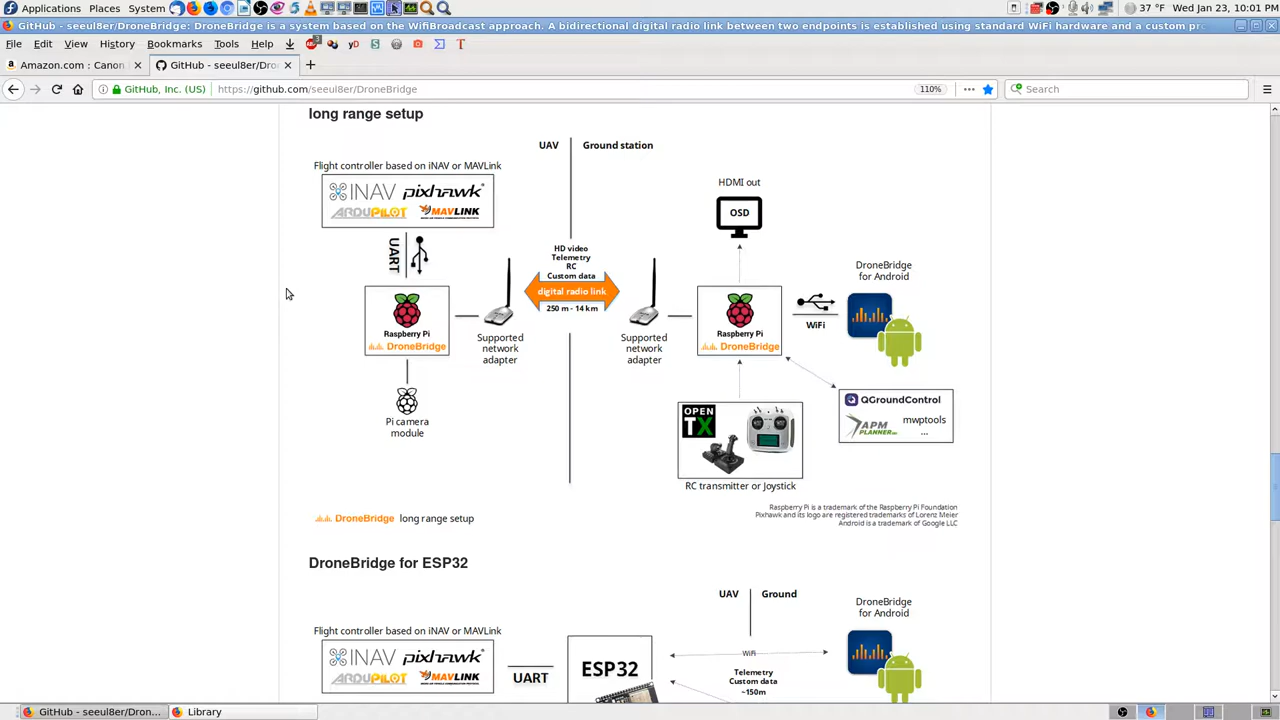 Applications Places System 37 °F Wed Jan 23, 10:01 PM
GitHub - seeul8er/DroneBridge: DroneBridge is a system based on the WifiBroadcast approach. A bidirectional digital radio link between two endpoints is established using standard WiFi hardware and a custom pr
File Edit View History Bookmarks Tools Help
Amazon.com : Canon
GitHub - seeul8er/Dro
GitHub, Inc. (US) https://github.com/seeul8er/DroneBridge 110% Search
long range setup
UAV Ground station
Flight controller based on iNAV or MAVLink
INAV pixhawk
ARDUPILOT MAVLINK
HDMI out
OSD
UART
HD video
Telemetry
RC
Custom data
digital radio link
250 m - 14 km
DroneBridge
for Android
Raspberry Pi
DroneBridge
Supported
network
adapter
Supported
network
adapter
Raspberry Pi
DroneBridge
WiFi
Pi camera
module
QGroundControl
APM
PLANNER
mwptools
...
OPEN
TX
RC transmitter or Joystick
Raspberry Pi is a trademark of the Raspberry Pi Foundation
Pixhawk and its logo are registered trademarks of Lorenz Meier
Android is a trademark of Google LLC
DroneBridge long range setup
DroneBridge for ESP32
UAV Ground
DroneBridge
for Android
Flight controller based on iNAV or MAVLink
INAV pixhawk
ARDUPILOT MAVLINK
UART
ESP32
WiFi
Telemetry
Custom data
~150m
GitHub - seeul8er/Dron... Library